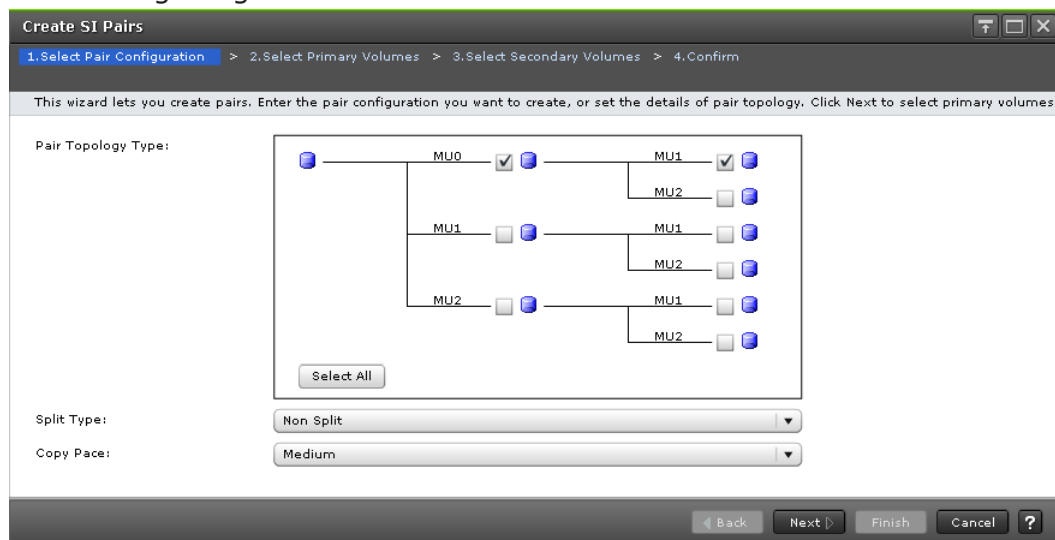 Create SI Pairs
1.Select Pair Configuration > 2.Select Primary Volumes > 3.Select Secondary Volumes > 4.Confirm
This wizard lets you create pairs. Enter the pair configuration you want to create, or set the details of pair topology. Click Next to select primary volumes
Pair Topology Type:
MU0 MU1
MU2
MU1 MU1
MU2
MU2 MU1
MU2
Select All
Split Type: Non Split
Copy Pace: Medium
Back Next Finish Cancel ?